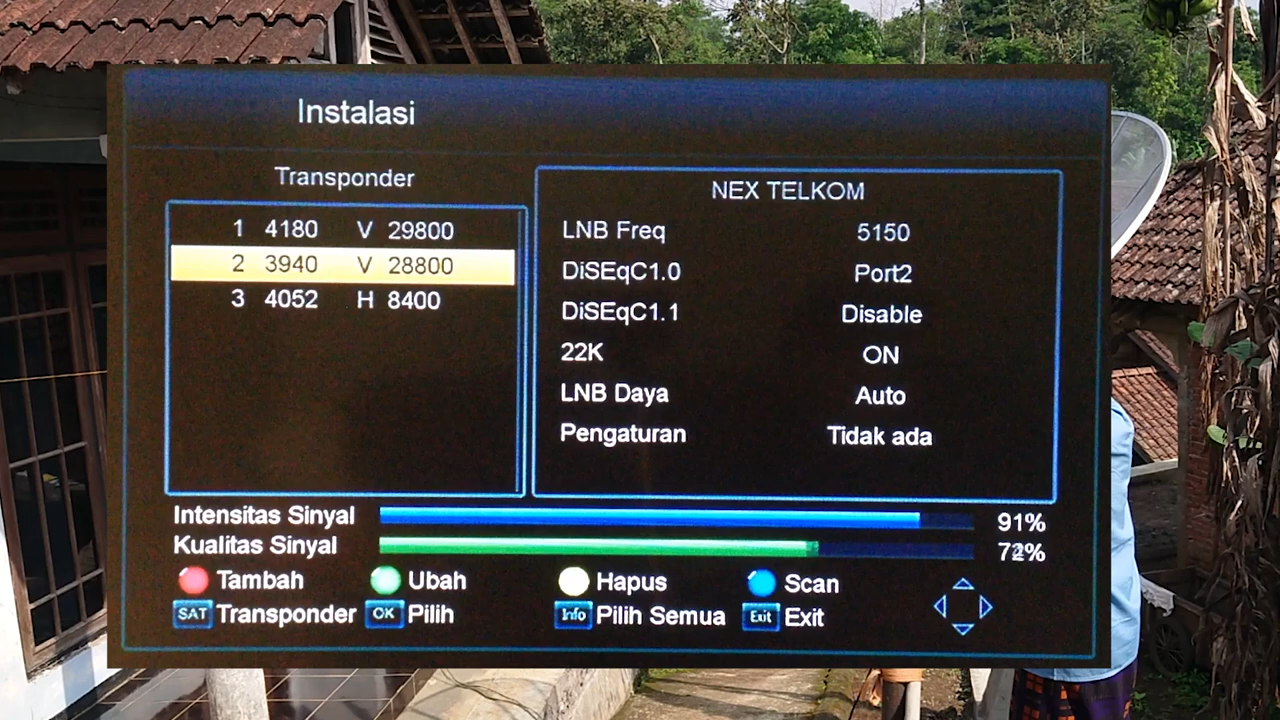 Instalasi
Transponder
1 4180 V 29800
2 3940 V 28800
3 4052 H 8400
NEX TELKOM
LNB Freq 5150
DiSEqC1.0 Port2
DiSEqC1.1 Disable
22K ON
LNB Daya Auto
Pengaturan Tidak ada
Intensitas Sinyal 91%
Kualitas Sinyal 72%
Tambah Ubah Hapus Scan
SAT Transponder OK Pilih Info Pilih Semua Exit Exit